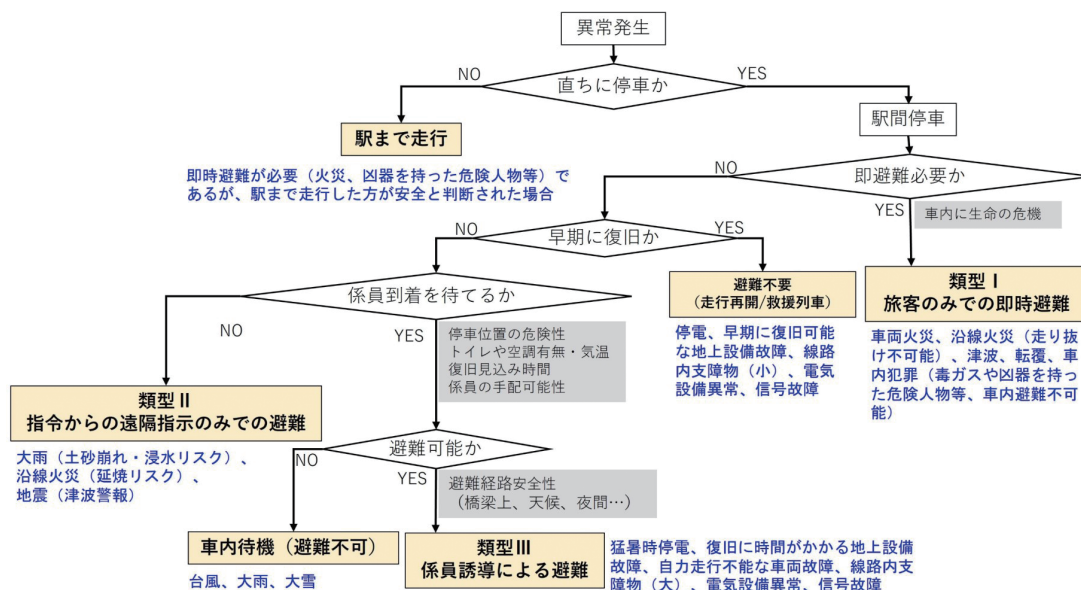 異常発生
NO
直ちに停車か
YES
駅まで走行
駅間停車
即時避難が必要（火災、凶器を持った危険人物等）で
あるが、駅まで走行した方が安全と判断された場合
NO
即避難必要か
YES
車内に生命の危機
NO
早期に復旧か
YES
避難不要
（走行再開/救援列車）
類型Ⅰ
旅客のみでの即時避難
係員到着を待てるか
NO
YES
停車位置の危険性
トイレや空調有無・気温
復旧見込み時間
係員の手配可能性
停電、早期に復旧可能
な地上設備故障、線路
内支障物（小）、電気
設備異常、信号故障
車両火災、沿線火災（走り抜
け不可能）、津波、転覆、車
内犯罪（毒ガスや凶器を持っ
た危険人物等、車内避難不可
能）
類型Ⅱ
指令からの遠隔指示のみでの避難
大雨（土砂崩れ・浸水リスク）、
沿線火災（延焼リスク）、
地震（津波警報）
避難可能か
NO
YES
避難経路安全性
（橋梁上、天候、夜間…）
車内待機（避難不可）
台風、大雨、大雪
類型Ⅲ
係員誘導による避難
猛暑時停電、復旧に時間がかかる地上設備
故障、自力走行不能な車両故障、線路内支
障物（大）、電気設備異常、信号故障